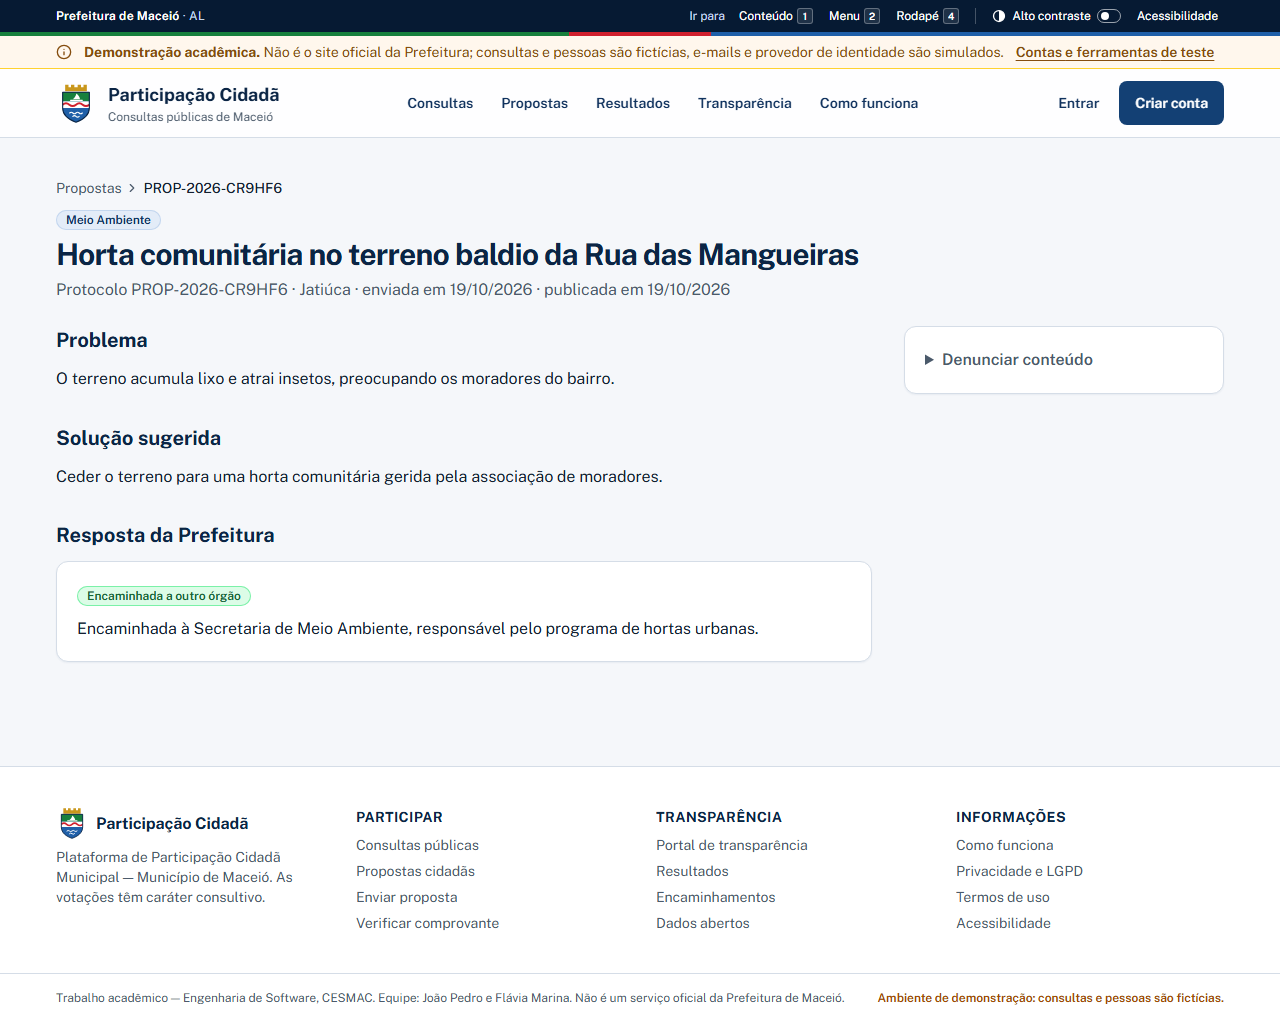 Prefeitura de Maceió · AL
Ir para Conteúdo 1 Menu 2 Rodapé 4 Alto contraste Acessibilidade
Demonstração acadêmica. Não é o site oficial da Prefeitura; consultas e pessoas são fictícias, e-mails e provedor de identidade são simulados. Contas e ferramentas de teste
Participação Cidadã
Consultas públicas de Maceió
Consultas Propostas Resultados Transparência Como funciona Entrar Criar conta
Propostas > PROP-2026-CR9HF6
Meio Ambiente
Horta comunitária no terreno baldio da Rua das Mangueiras
Protocolo PROP-2026-CR9HF6 · Jatiúca · enviada em 19/10/2026 · publicada em 19/10/2026
Problema
O terreno acumula lixo e atrai insetos, preocupando os moradores do bairro.
Denunciar conteúdo
Solução sugerida
Ceder o terreno para uma horta comunitária gerida pela associação de moradores.
Resposta da Prefeitura
Encaminhada a outro órgão
Encaminhada à Secretaria de Meio Ambiente, responsável pelo programa de hortas urbanas.
Participação Cidadã
Plataforma de Participação Cidadã
Municipal — Município de Maceió. As
votações têm caráter consultivo.
PARTICIPAR
Consultas públicas
Propostas cidadãs
Enviar proposta
Verificar comprovante
TRANSPARÊNCIA
Portal de transparência
Resultados
Encaminhamentos
Dados abertos
INFORMAÇÕES
Como funciona
Privacidade e LGPD
Termos de uso
Acessibilidade
Trabalho acadêmico — Engenharia de Software, CESMAC. Equipe: João Pedro e Flávia Marina. Não é um serviço oficial da Prefeitura de Maceió.
Ambiente de demonstração: consultas e pessoas são fictícias.